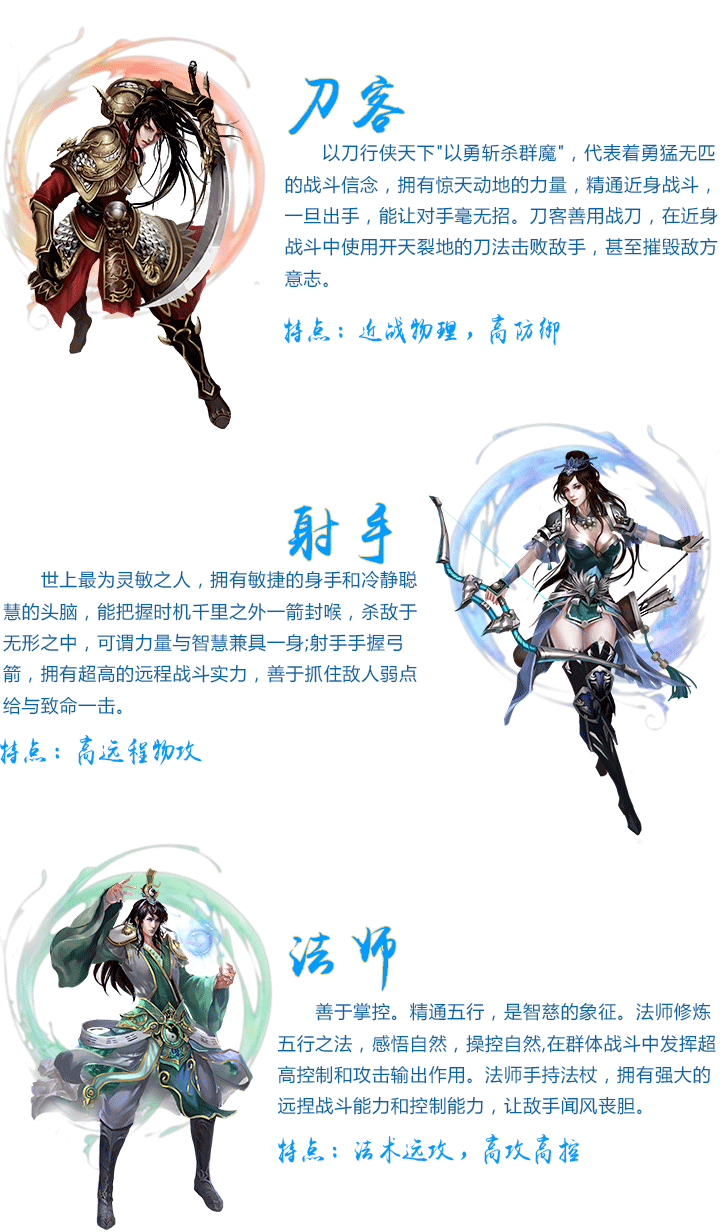 刀客
以刀行侠天下"以勇斩杀群魔"，代表着勇猛无匹
的战斗信念，拥有惊天动地的力量，精通近身战斗，
一旦出手，能让对手毫无招。刀客善用战刀，在近身
战斗中使用开天裂地的刀法击败敌手，甚至摧毁敌方
意志。
特点：近战物理，高防御
射手
世上最为灵敏之人，拥有敏捷的身手和冷静聪
慧的头脑，能把握时机千里之外一箭封喉，杀敌于
无形之中，可谓力量与智慧兼具一身;射手手握弓
箭，拥有超高的远程战斗实力，善于抓住敌人弱点
给与致命一击。
特点：高远程物攻
法师
善于掌控。精通五行，是智慈的象征。法师修炼
五行之法，感悟自然，操控自然,在群体战斗中发挥超
高控制和攻击输出作用。法师手持法杖，拥有强大的
远捏战斗能力和控制能力，让敌手闻风丧胆。
特点：法术远攻，高攻高控